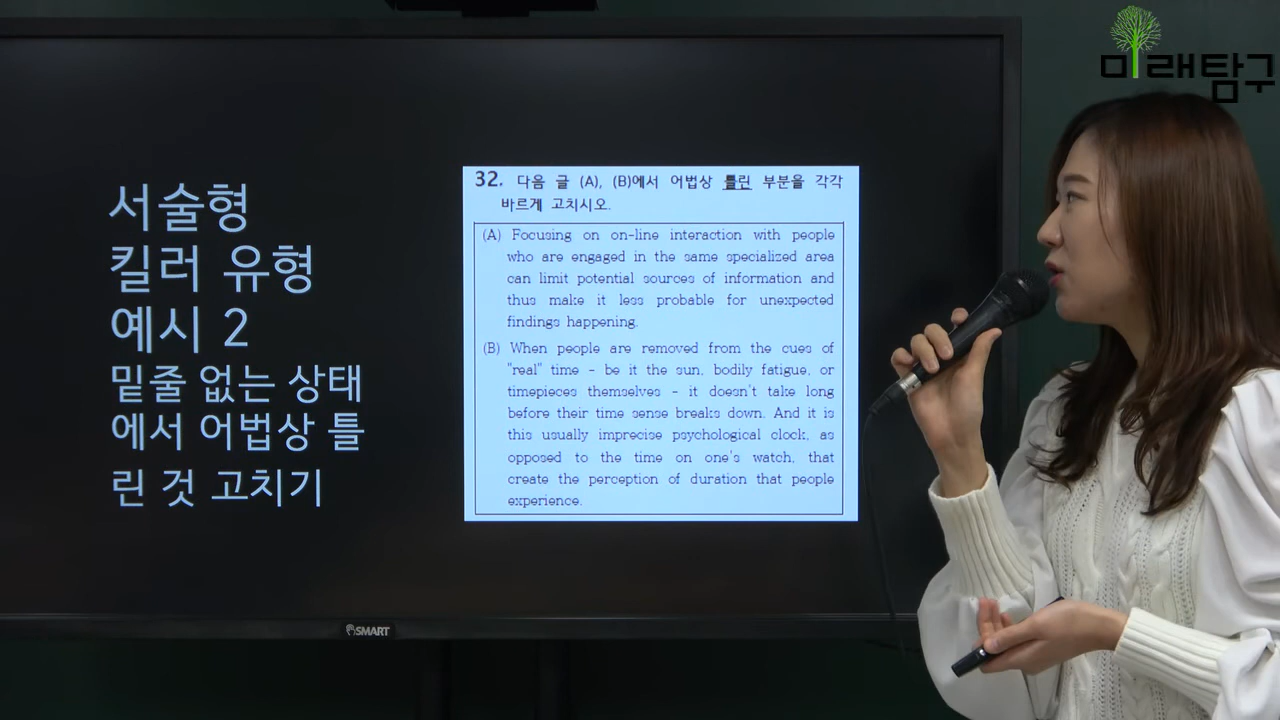 미래탐구
서술형
킬러 유형
예시 2
밑줄 없는 상태
에서 어법상 틀
린 것 고치기
32. 다음 글 (A), (B)에서 어법상 틀린 부분을 각각
바르게 고치시오.
(A) Focusing on on-line interaction with people
who are engaged in the same specialized area
can limit potential sources of information and
thus make it less probable for unexpected
findings happening.
(B) When people are removed from the cues of
"real" time - be it the sun, bodily fatigue, or
timepieces themselves - it doesn't take long
before their time sense breaks down. And it is
this usually imprecise psychological clock, as
opposed to the time on one's watch, that
create the perception of duration that people
experience.
SMART